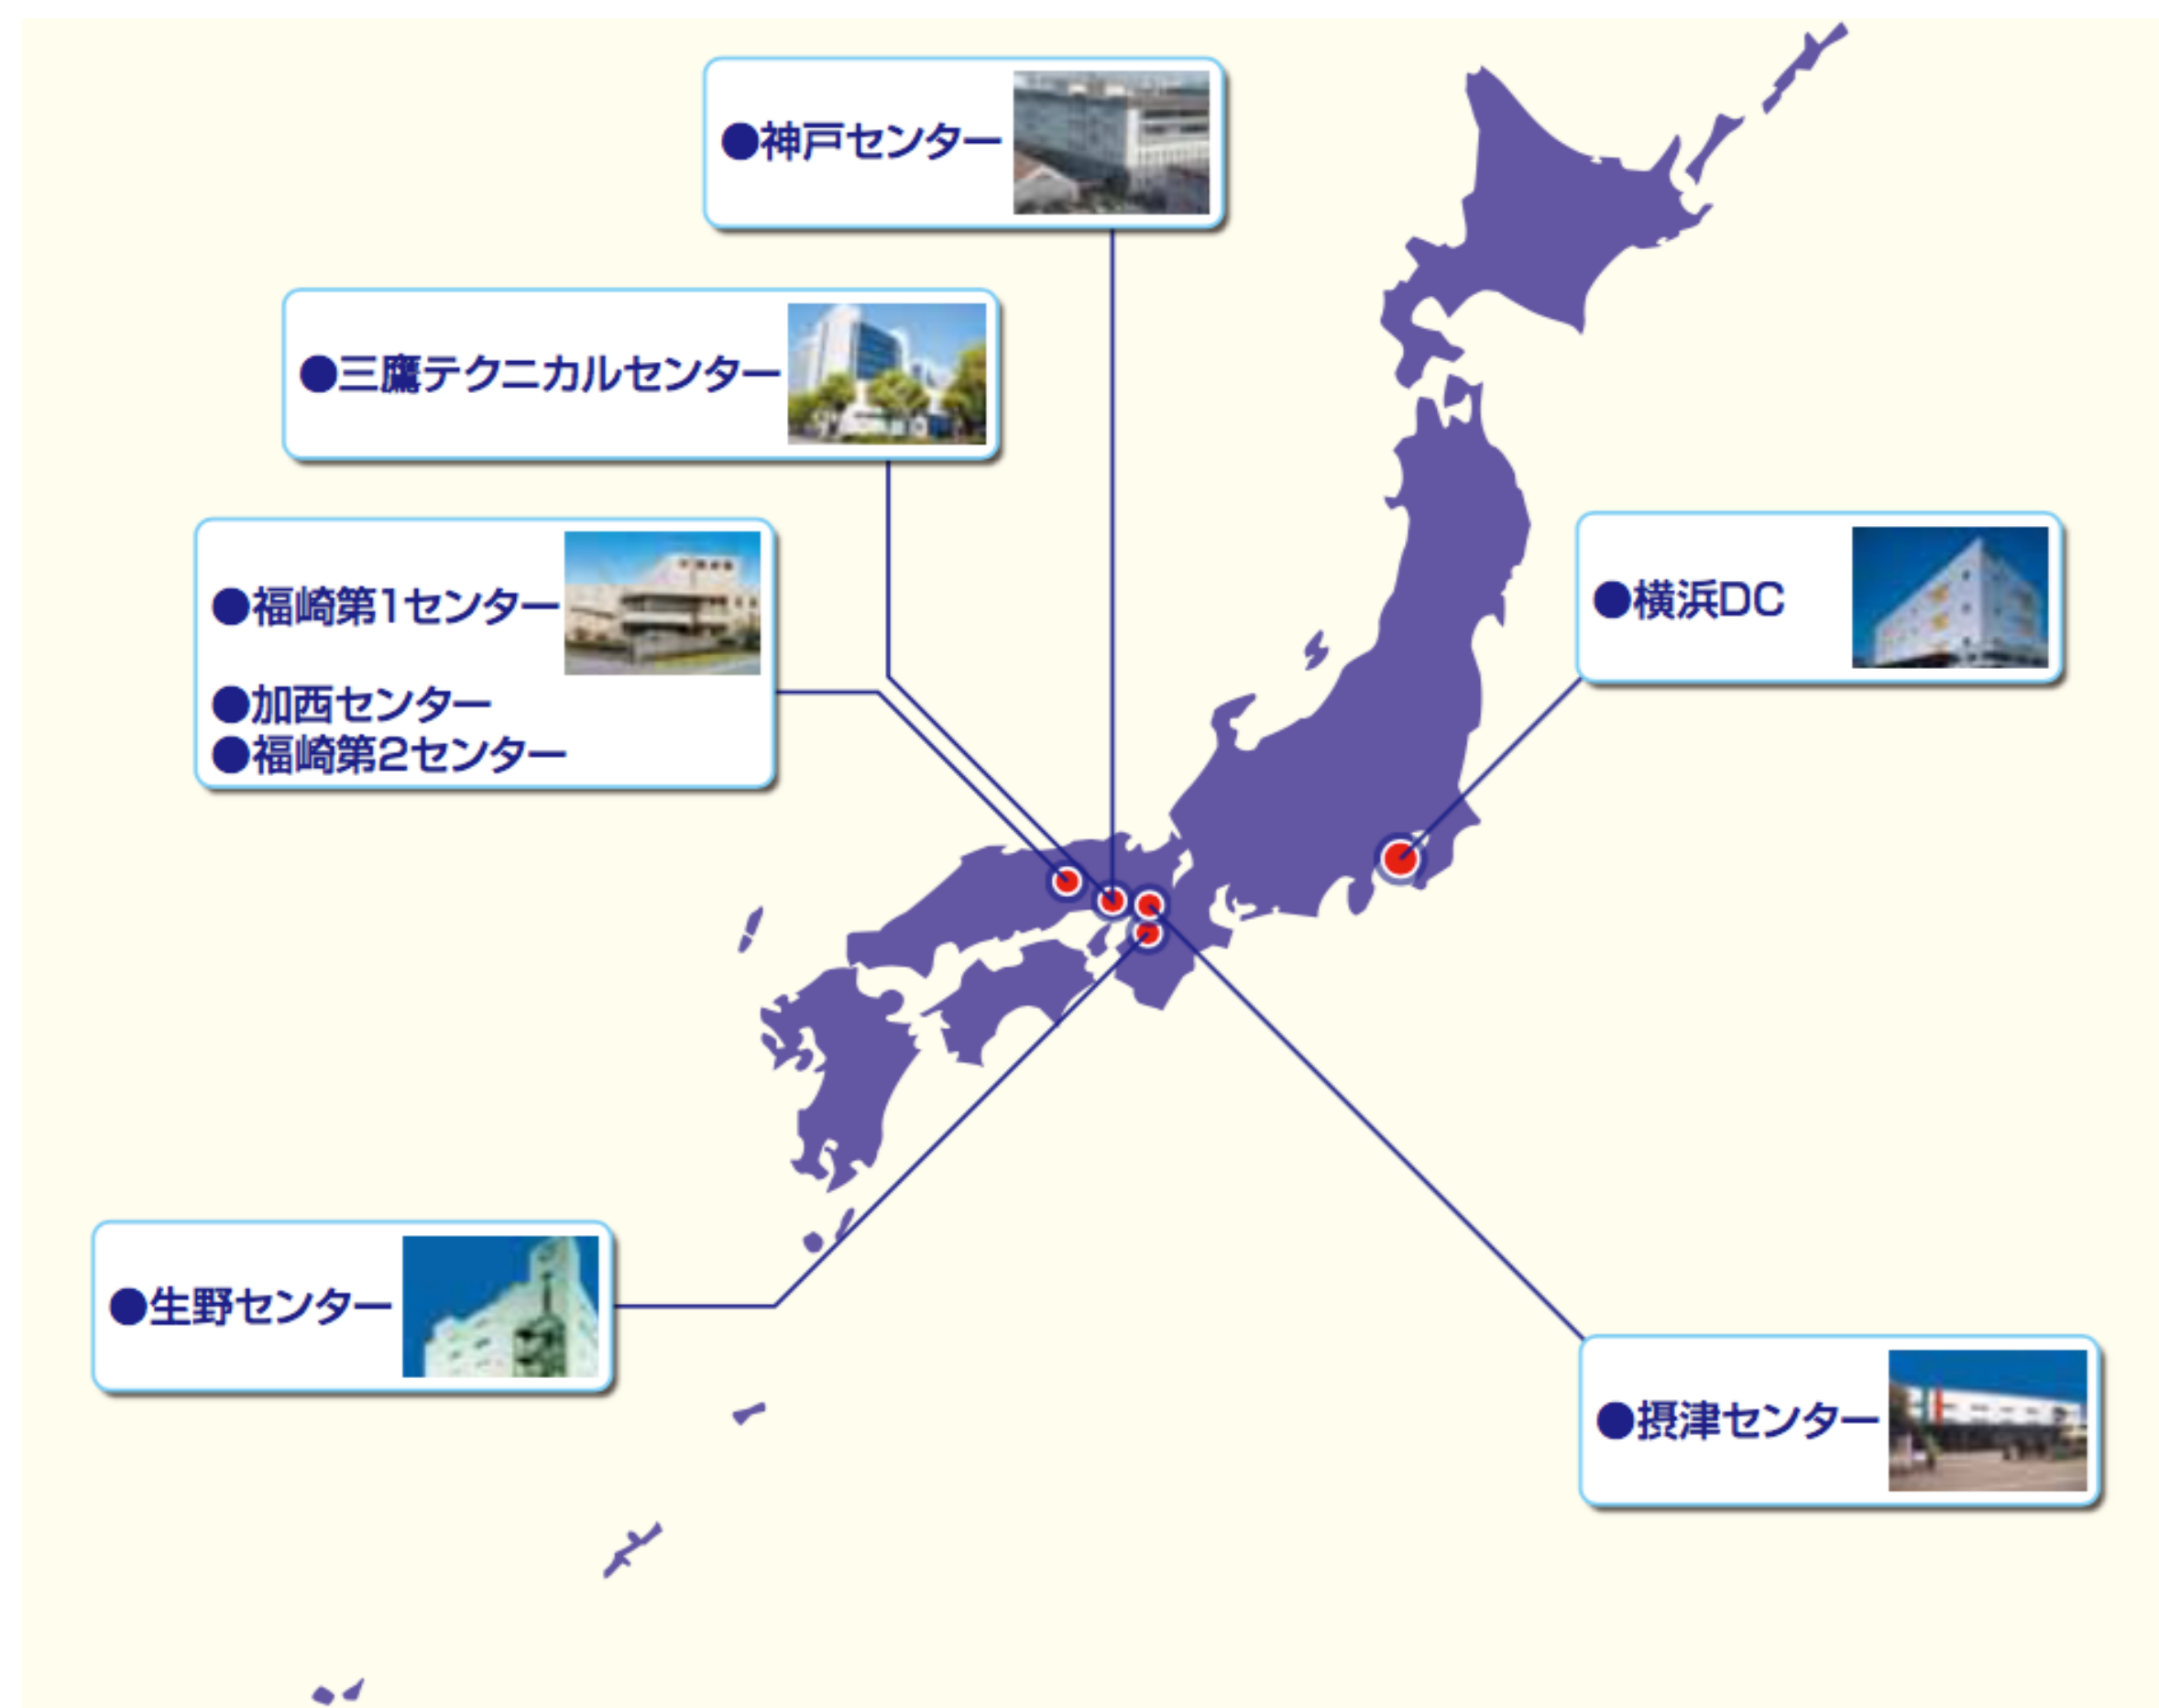 ●神戸センター
●三鷹テクニカルセンター
●福崎第1センター
●加西センター
●福崎第2センター
●横浜DC
●生野センター
●摂津センター